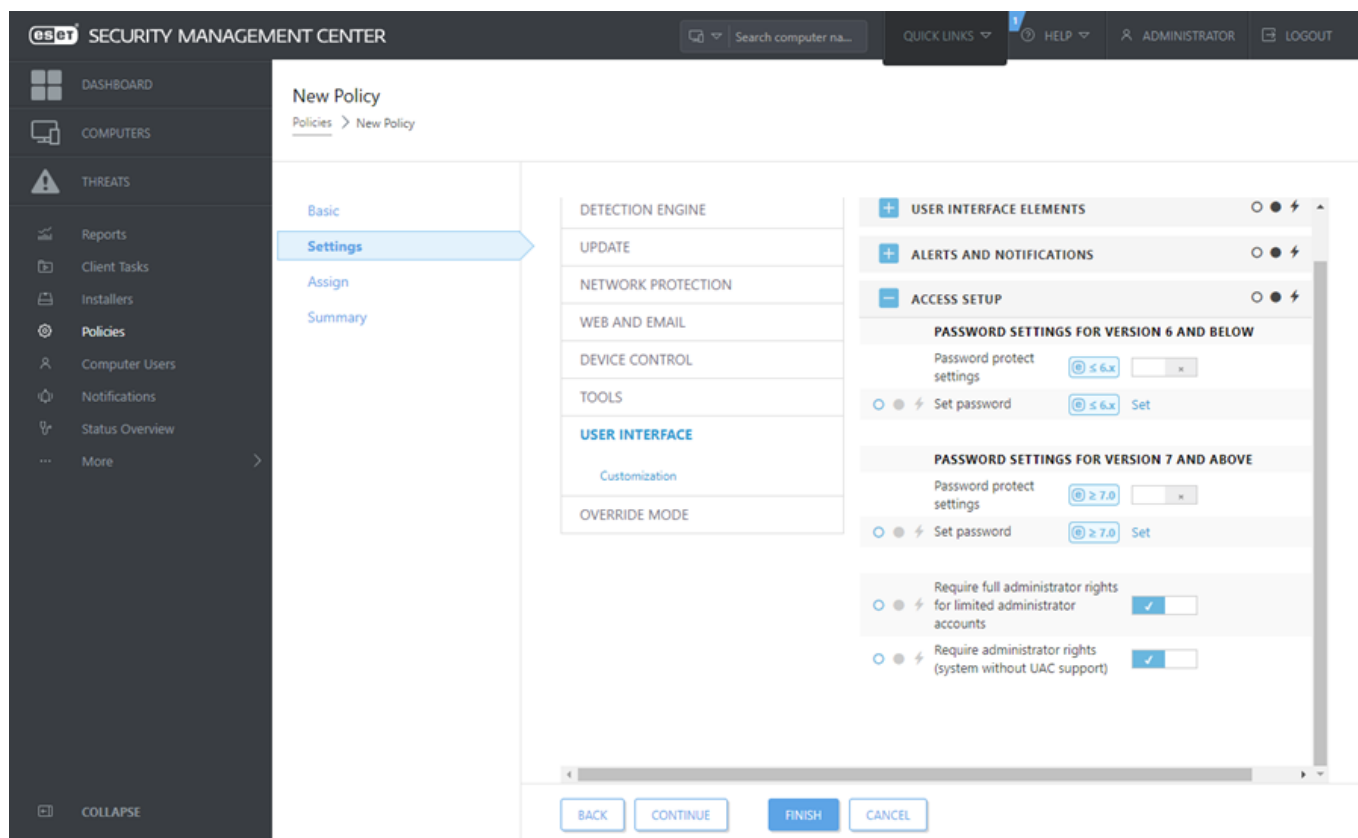 eset SECURITY MANAGEMENT CENTER
Search computer na...
QUICK LINKS
1
HELP
ADMINISTRATOR
LOGOUT
DASHBOARD
COMPUTERS
THREATS
Reports
Client Tasks
Installers
Policies
Computer Users
Notifications
Status Overview
More
COLLAPSE
New Policy
Policies > New Policy
Basic
Settings
Assign
Summary
DETECTION ENGINE
UPDATE
NETWORK PROTECTION
WEB AND EMAIL
DEVICE CONTROL
TOOLS
USER INTERFACE
Customization
OVERRIDE MODE
USER INTERFACE ELEMENTS
ALERTS AND NOTIFICATIONS
ACCESS SETUP
PASSWORD SETTINGS FOR VERSION 6 AND BELOW
Password protect
settings
e ≤ 6.x
Set password e ≤ 6.x Set
PASSWORD SETTINGS FOR VERSION 7 AND ABOVE
Password protect
settings
e ≥ 7.0
Set password e ≥ 7.0 Set
Require full administrator rights
for limited administrator
accounts
Require administrator rights
(system without UAC support)
BACK CONTINUE FINISH CANCEL